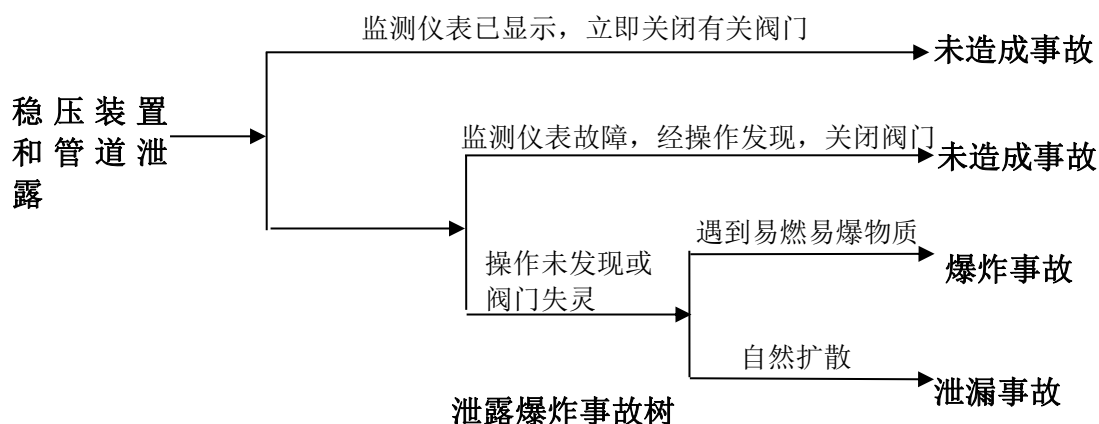 监测仪表已显示，立即关闭有关阀门
未造成事故
稳压装置
和管道泄
露
监测仪表故障，经操作发现，关闭阀门
未造成事故
遇到易燃易爆物质
爆炸事故
操作未发现或
阀门失灵
自然扩散
泄漏事故
泄露爆炸事故树